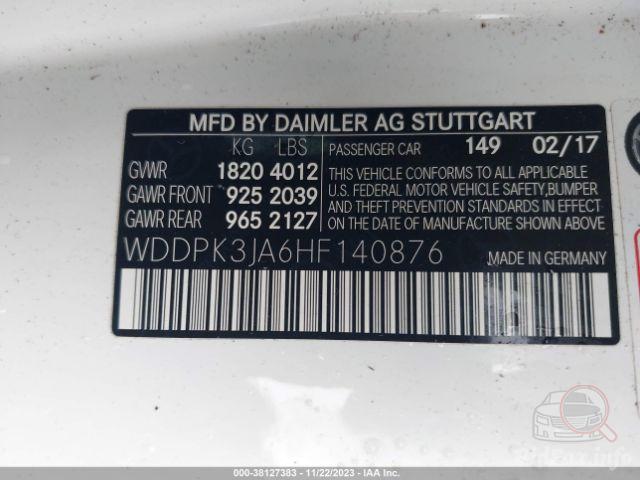 MFD BY DAIMLER AG STUTTGART
KG LBS
GVWR 1820 4012
GAWR FRONT 925 2039
GAWR REAR 965 2127
PASSENGER CAR 149 02/17
THIS VEHICLE CONFORMS TO ALL APPLICABLE
U.S. FEDERAL MOTOR VEHICLE SAFETY,BUMPER
AND THEFT PREVENTION STANDARDS IN EFFECT
ON THE DATE OF MANUFACTURE SHOWN ABOVE
WDDPK3JA6HF140876
MADE IN GERMANY
000-38127383 - 11/22/2023 - IAAI.COM